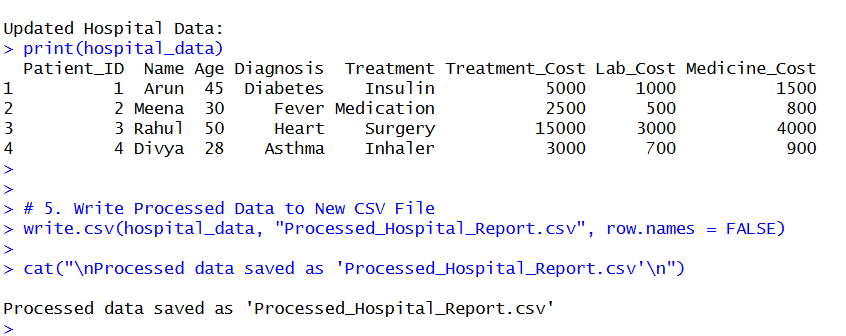 Updated Hospital Data:
> print(hospital_data)
  Patient_ID  Name Age Diagnosis  Treatment Treatment_Cost Lab_Cost Medicine_Cost
1          1  Arun  45  Diabetes    Insulin           5000     1000          1500
2          2 Meena  30     Fever Medication           2500      500           800
3          3 Rahul  50     Heart    Surgery          15000     3000          4000
4          4 Divya  28    Asthma    Inhaler           3000      700           900
>
>
> # 5. Write Processed Data to New CSV File
> write.csv(hospital_data, "Processed_Hospital_Report.csv", row.names = FALSE)
>
> cat("\nProcessed data saved as 'Processed_Hospital_Report.csv'\n")

Processed data saved as 'Processed_Hospital_Report.csv'
>